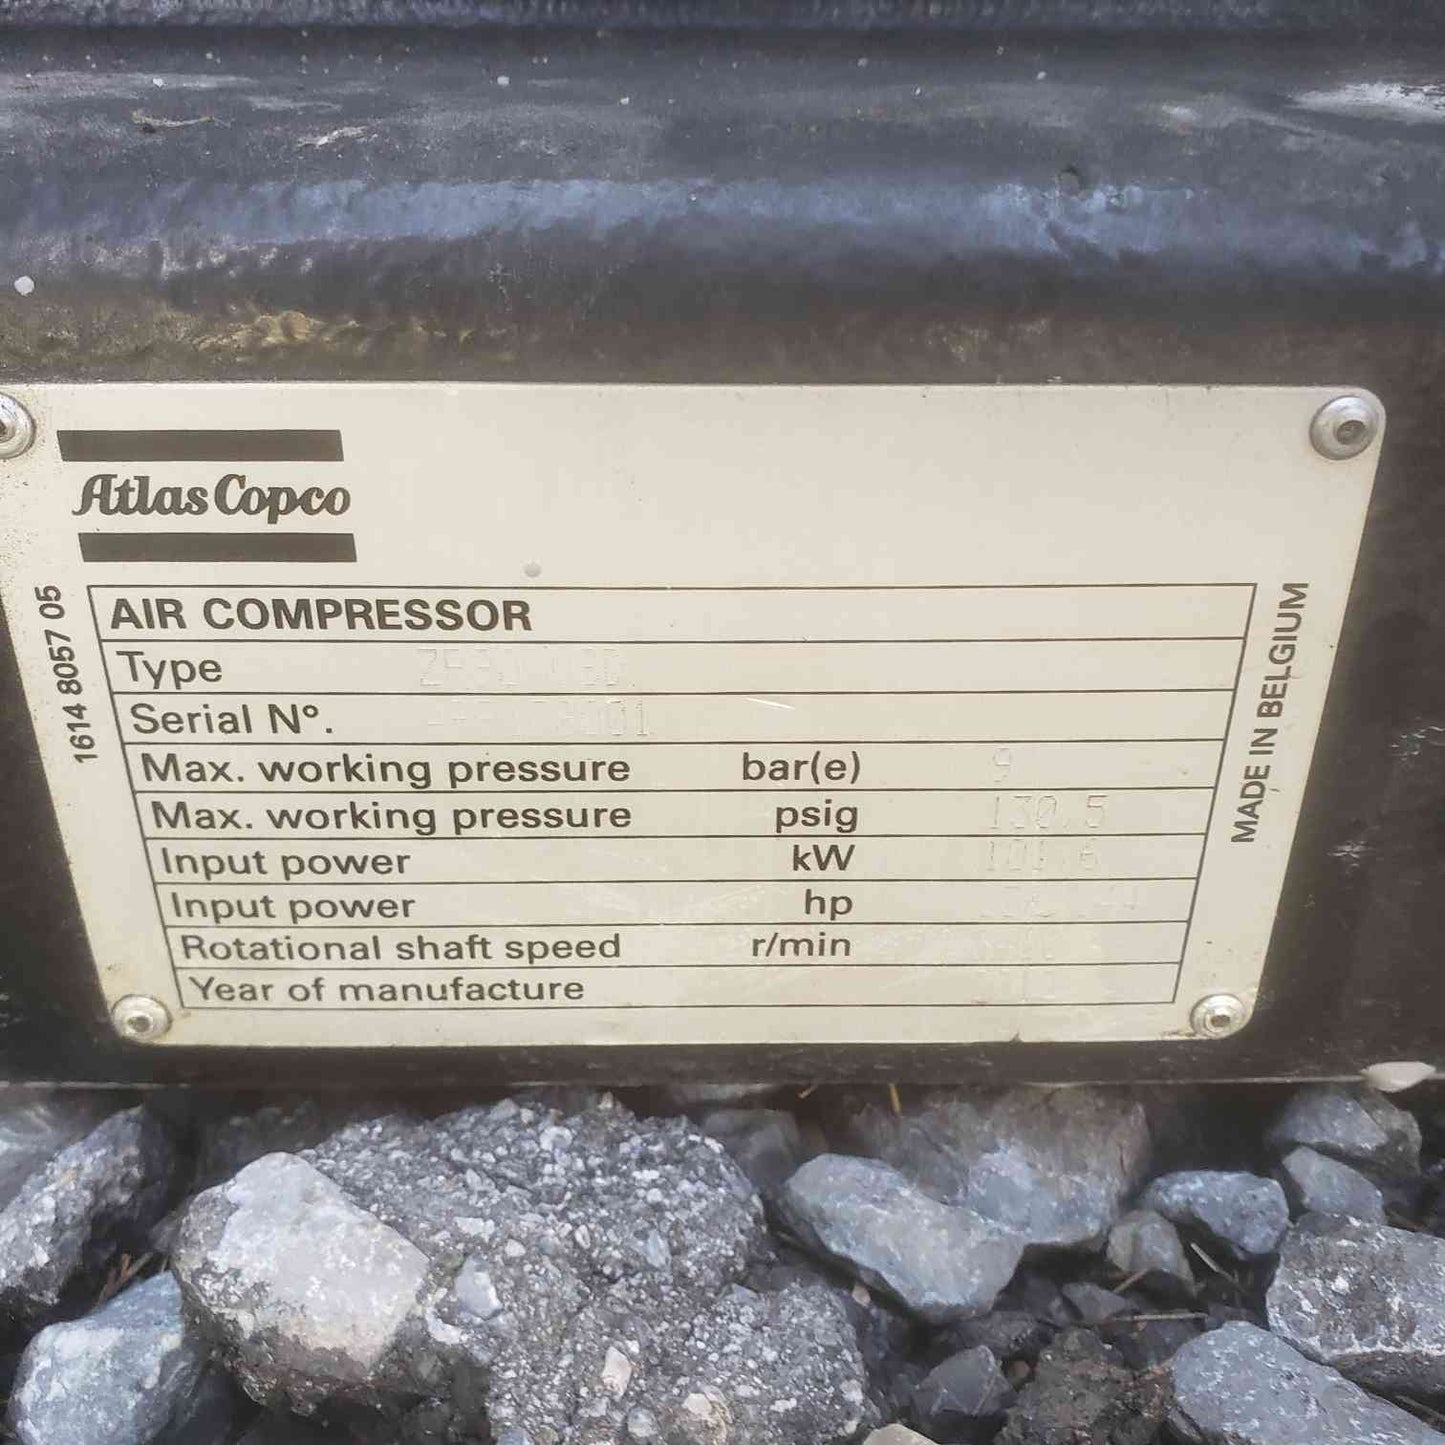 Atlas Copco
1614 8057 05
AIR COMPRESSOR
Type
Serial Nº.
Max. working pressure bar(e) 9
Max. working pressure psig 130.5
Input power kW
Input power hp
Rotational shaft speed r/min
Year of manufacture
MADE IN BELGIUM